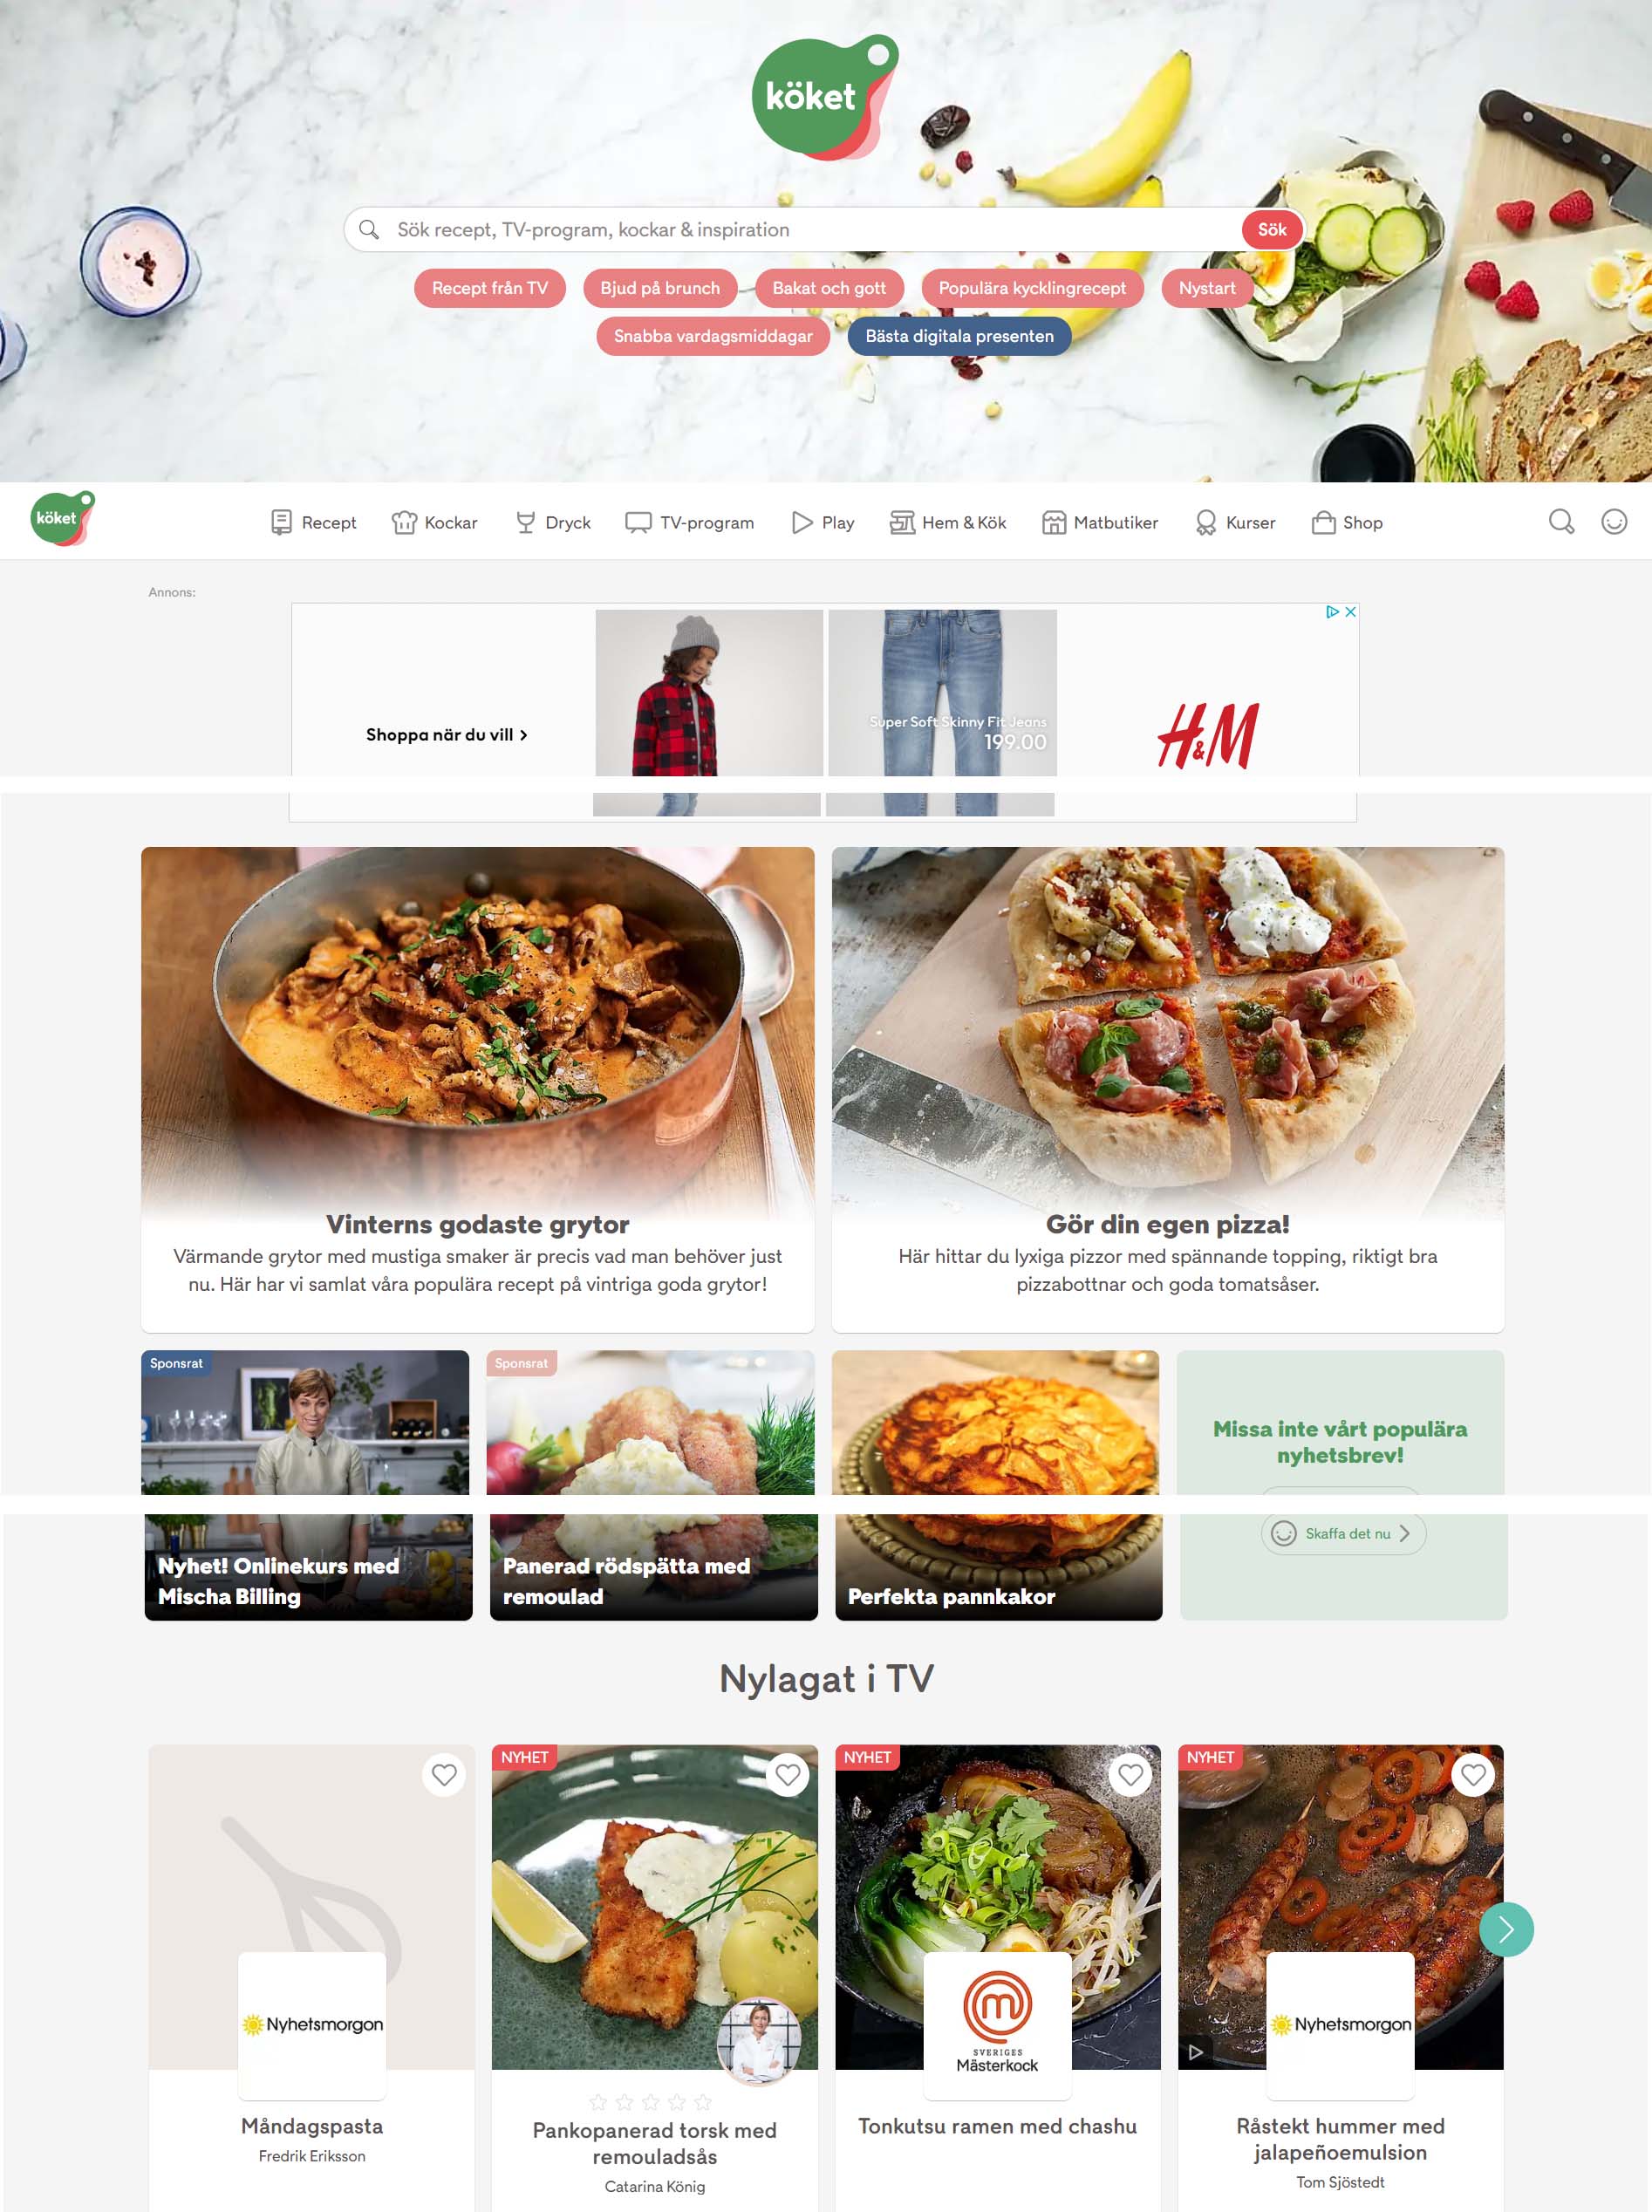 köket
Sök recept, TV-program, kockar & inspiration
Sök
Recept från TV
Bjud på brunch
Bakat och gott
Populära kycklingrecept
Nystart
Snabba vardagsmiddagar
Bästa digitala presenten
köket
Recept
Kockar
Dryck
TV-program
Play
Hem & Kök
Matbutiker
Kurser
Shop
Annons:
Shoppa när du vill >
Super Soft Skinny Fit Jeans
199.00
H&M
Vinterns godaste grytor
Värmande grytor med mustiga smaker är precis vad man behöver just
nu. Här har vi samlat våra populära recept på vintriga goda grytor!
Gör din egen pizza!
Här hittar du lyxiga pizzor med spännande topping, riktigt bra
pizzabottnar och goda tomatsåser.
Sponsrat
Nyhet! Onlinekurs med
Mischa Billing
Sponsrat
Panerad rödspätta med
remoulad
Perfekta pannkakor
Missa inte vårt populära
nyhetsbrev!
Skaffa det nu
Nylagat i TV
Nyhetsmorgon
Måndagspasta
Fredrik Eriksson
NYHET
Pankopanerad torsk med
remouladsås
Catarina König
NYHET
SVERIGES
Mästerkock
Tonkutsu ramen med chashu
NYHET
Nyhetsmorgon
Råstekt hummer med
jalapeñoemulsion
Tom Sjöstedt